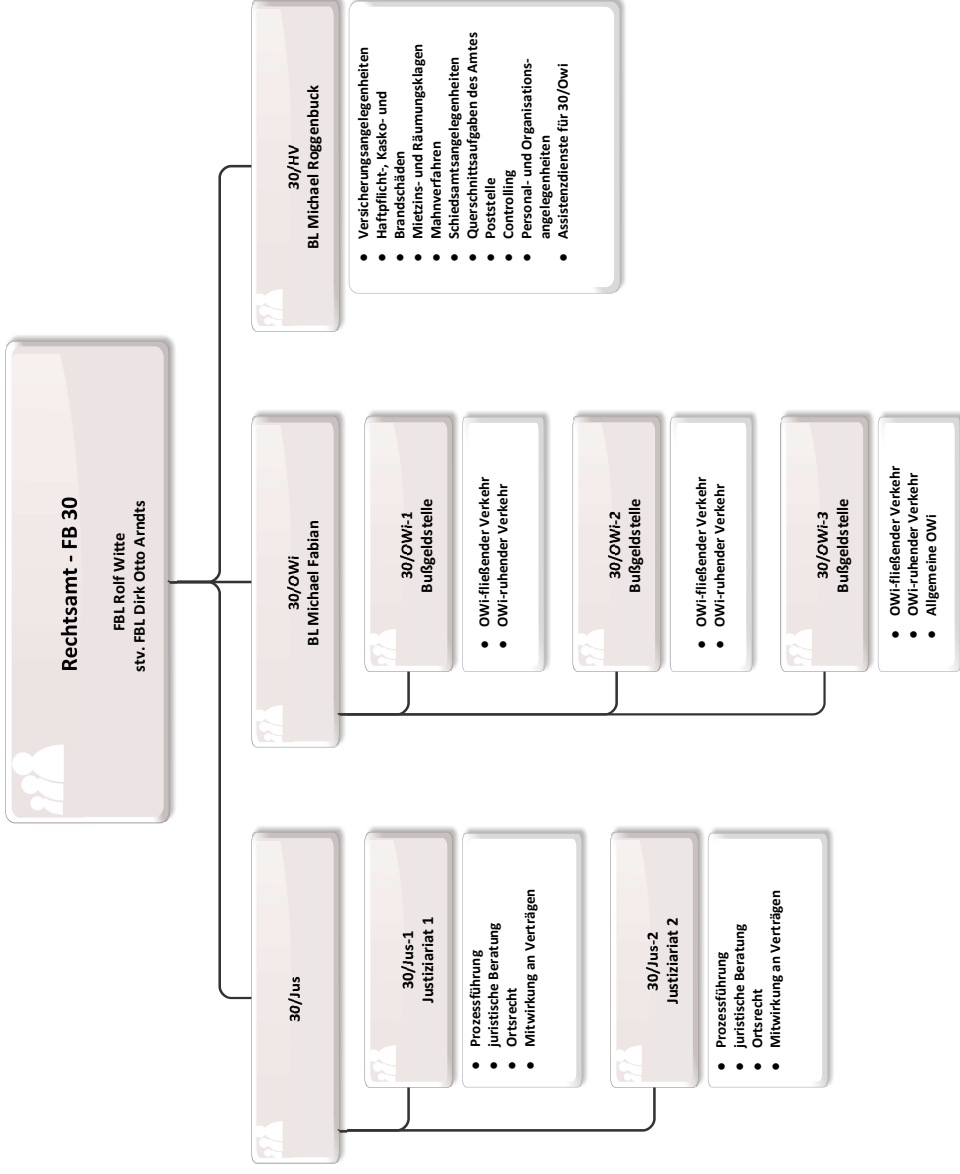 Rechtsamt - FB 30
FBL Rolf Witte
stv. FBL Dirk Otto Arndts
30/Jus
30/Jus-1
Justiziariat 1
Prozessführung
juristische Beratung
Ortsrecht
Mitwirkung an Verträgen
30/Jus-2
Justiziariat 2
Prozessführung
juristische Beratung
Ortsrecht
Mitwirkung an Verträgen
30/OWi
BL Michael Fabian
30/OWi-1
Bußgeldstelle
OWi-fließender Verkehr
OWi-ruhender Verkehr
30/OWi-2
Bußgeldstelle
OWi-fließender Verkehr
OWi-ruhender Verkehr
30/OWi-3
Bußgeldstelle
OWi-fließender Verkehr
OWi-ruhender Verkehr
Allgemeine OWi
30/HV
BL Michael Roggenbuck
Versicherungsangelegenheiten
Haftpflicht-, Kasko- und
Brandschäden
Mietzins- und Räumungsklagen
Mahnverfahren
Schiedsamtsangelegenheiten
Querschnittsaufgaben des Amtes
Poststelle
Controlling
Personal- und Organisations-
angelegenheiten
Assistenzdienste für 30/Owi